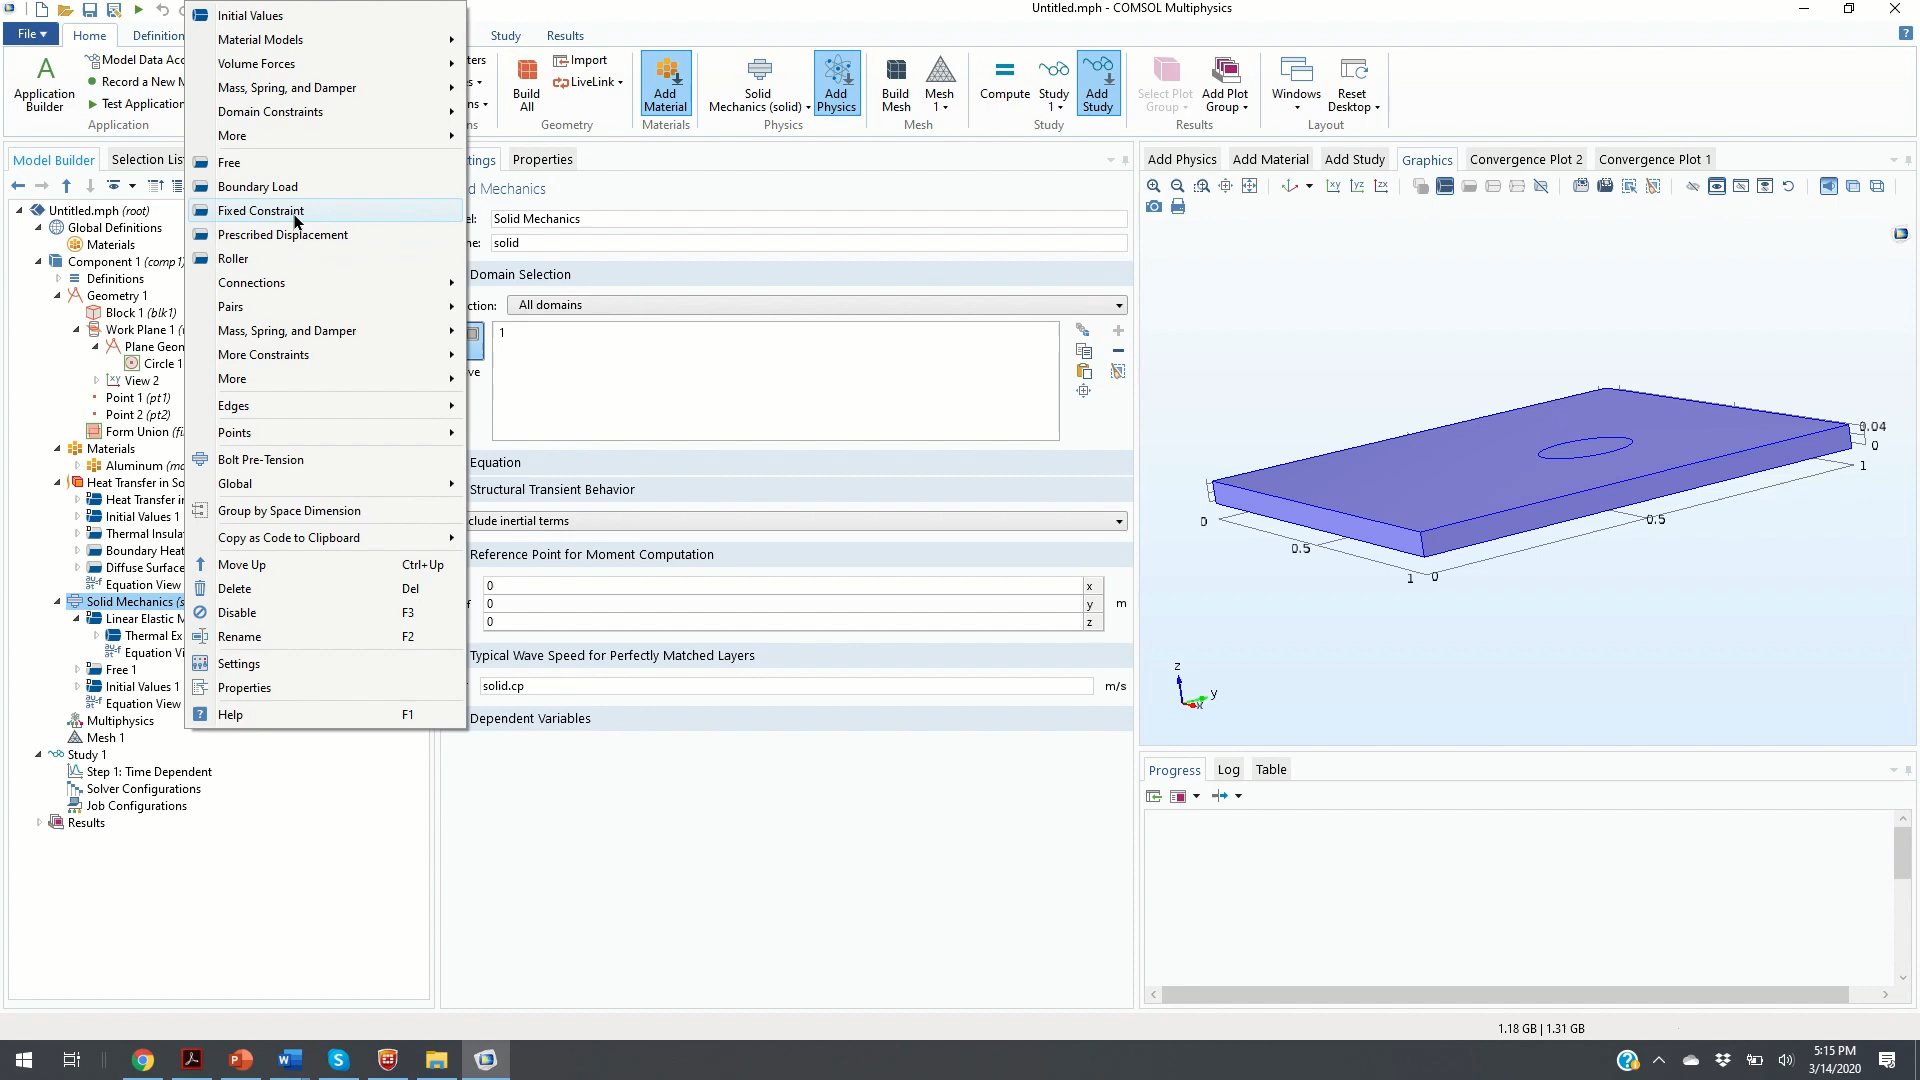 Untitled.mph - COMSOL Multiphysics
File
Home
Definition
Study
Results
Application Builder
Model Data Acc
Record a New M
Test Application
Application
ters
Import
LiveLink
Build All
Geometry
Add Material
Materials
Solid Mechanics (solid)
Add Physics
Physics
Build Mesh
Mesh 1
Mesh
Compute
Study 1
Add Study
Study
Select Plot Group
Add Plot Group
Results
Windows
Reset Desktop
Layout
Model Builder
Selection Lis
Untitled.mph (root)
Global Definitions
Materials
Component 1 (comp1)
Definitions
Geometry 1
Block 1 (blk1)
Work Plane 1
Plane Geon
Circle 1
View 2
Point 1 (pt1)
Point 2 (pt2)
Form Union (fi
Materials
Aluminum (ma
Heat Transfer in So
Heat Transfer in
Initial Values 1
Thermal Insula
Boundary Heat
Diffuse Surface
Equation View
Solid Mechanics (s
Linear Elastic M
Thermal Ex
Equation Vi
Free 1
Initial Values 1
Equation View
Multiphysics
Mesh 1
Study 1
Step 1: Time Dependent
Solver Configurations
Job Configurations
Results
Initial Values
Material Models
Volume Forces
Mass, Spring, and Damper
Domain Constraints
More
Free
Boundary Load
Fixed Constraint
Prescribed Displacement
Roller
Connections
Pairs
Mass, Spring, and Damper
More Constraints
More
Edges
Points
Bolt Pre-Tension
Global
Group by Space Dimension
Copy as Code to Clipboard
Move Up Ctrl+Up
Delete Del
Disable F3
Rename F2
Settings
Properties
Help F1
tings
Properties
d Mechanics
el: Solid Mechanics
ne: solid
Domain Selection
ction: All domains
1
ve
Equation
Structural Transient Behavior
clude inertial terms
Reference Point for Moment Computation
0 x
f 0 y m
0 z
Typical Wave Speed for Perfectly Matched Layers
solid.cp m/s
Dependent Variables
Add Physics
Add Material
Add Study
Graphics
Convergence Plot 2
Convergence Plot 1
0.04
0
1
0.5
0
0.5
1
0
z
y
x
Progress
Log
Table
1.18 GB | 1.31 GB
5:15 PM
3/14/2020